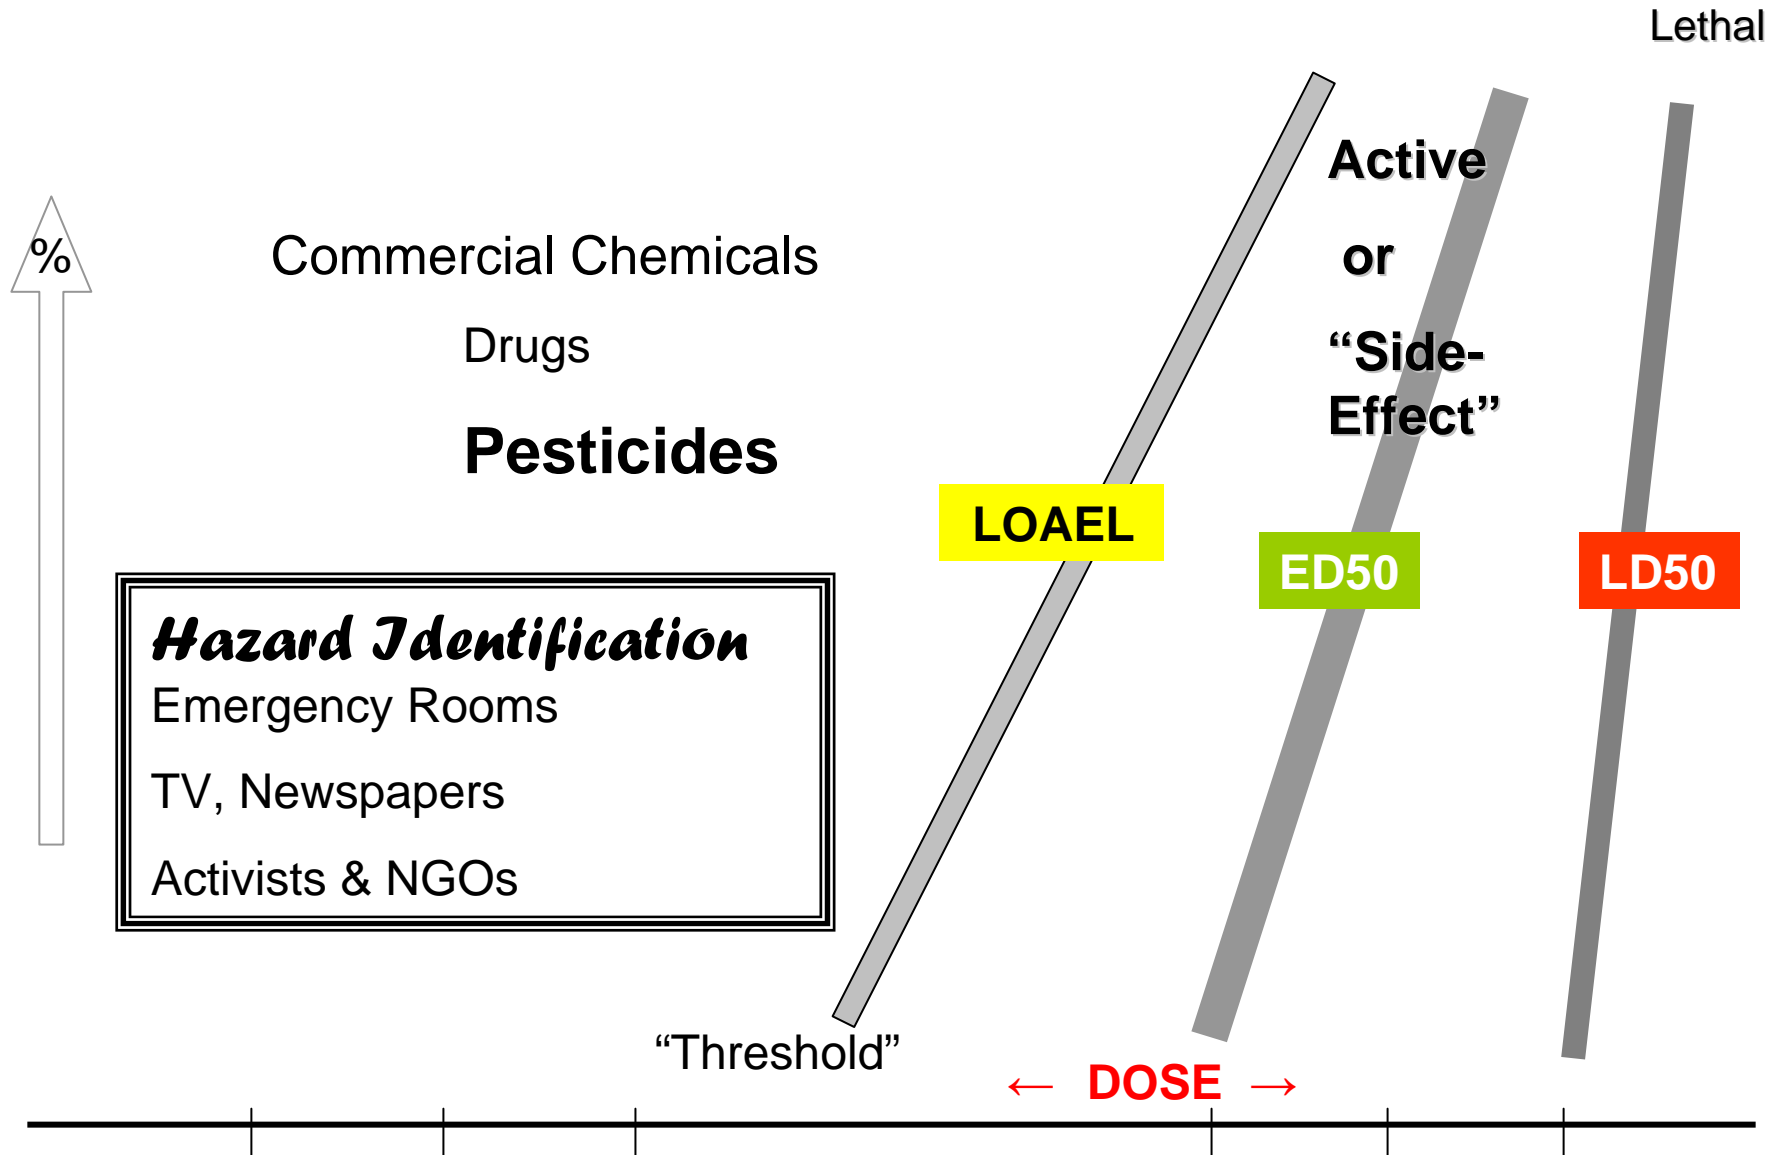 Lethal
Active
or
“Side-
Effect”
%
Commercial Chemicals
Drugs
Pesticides
LOAEL
ED50
LD50
Hazard Identification
Emergency Rooms
TV, Newspapers
Activists & NGOs
“Threshold”
← DOSE →